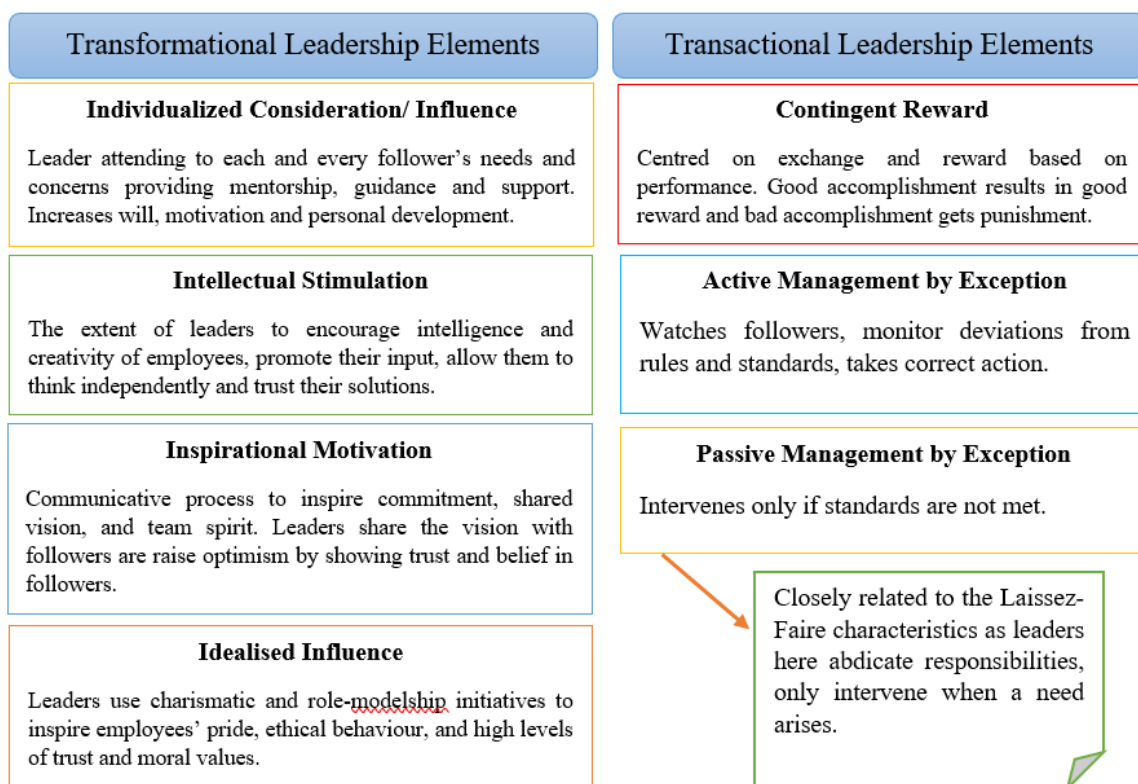 Transformational Leadership Elements
Individualized Consideration/ Influence
Leader attending to each and every follower's needs and
concerns providing mentorship, guidance and support.
Increases will, motivation and personal development.
Intellectual Stimulation
The extent of leaders to encourage intelligence and
creativity of employees, promote their input, allow them to
think independently and trust their solutions.
Inspirational Motivation
Communicative process to inspire commitment, shared
vision, and team spirit. Leaders share the vision with
followers are raise optimism by showing trust and belief in
followers.
Idealised Influence
Leaders use charismatic and role-modelship initiatives to
inspire employees' pride, ethical behaviour, and high levels
of trust and moral values.
Transactional Leadership Elements
Contingent Reward
Centred on exchange and reward based on
performance. Good accomplishment results in good
reward and bad accomplishment gets punishment.
Active Management by Exception
Watches followers, monitor deviations from
rules and standards, takes correct action.
Passive Management by Exception
Intervenes only if standards are not met.
Closely related to the Laissez-
Faire characteristics as leaders
here abdicate responsibilities,
only intervene when a need
arises.